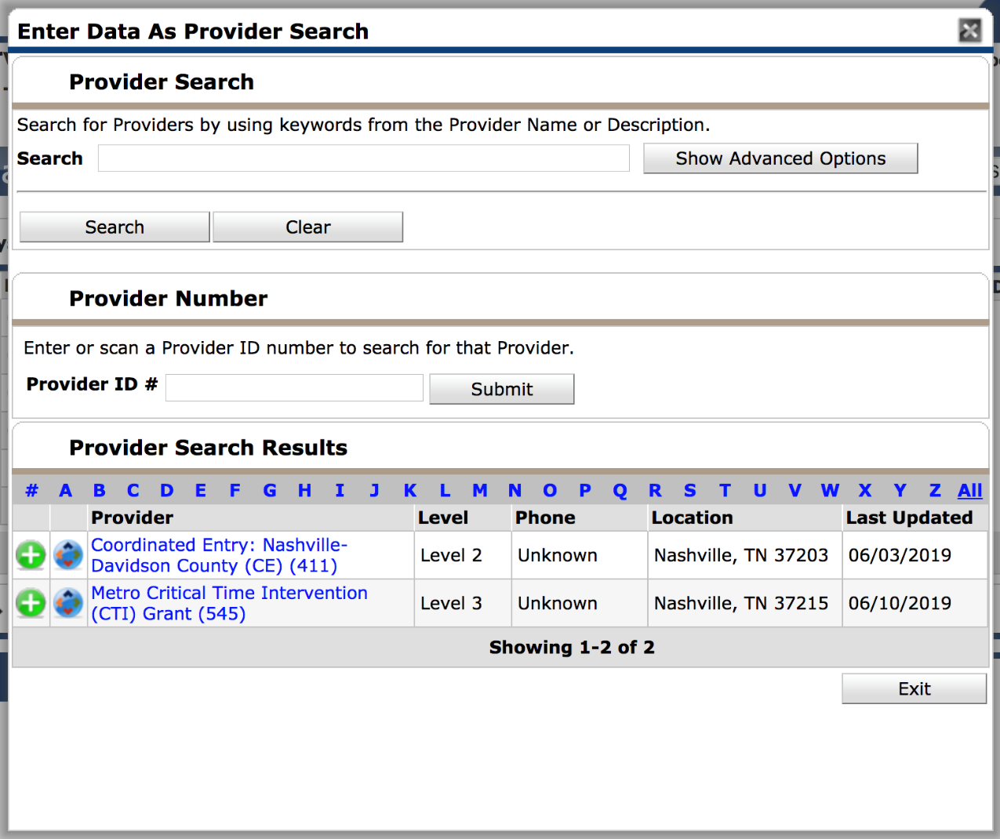 Enter Data As Provider Search
Provider Search
Search for Providers by using keywords from the Provider Name or Description.
Search Show Advanced Options
Search Clear
Provider Number
Enter or scan a Provider ID number to search for that Provider.
Provider ID # Submit
Provider Search Results
# A B C D E F G H I J K L M N O P Q R S T U V W X Y Z All
Provider Level Phone Location Last Updated
Coordinated Entry: Nashville-
Davidson County (CE) (411) Level 2 Unknown Nashville, TN 37203 06/03/2019
Metro Critical Time Intervention
(CTI) Grant (545) Level 3 Unknown Nashville, TN 37215 06/10/2019
Showing 1-2 of 2
Exit